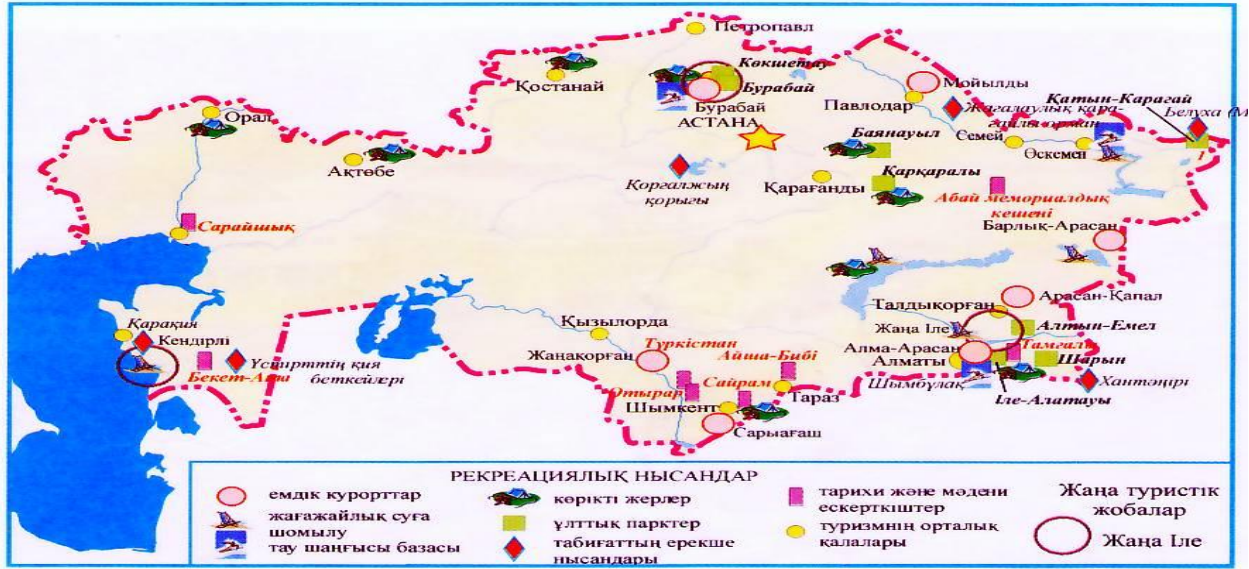 Петропавл
Қостанай
Көкшетау
Бурабай
Бурабай
АСТАНА
Мойылды
Павлодар
Жағалаулық қара-
ғайлы орман
Қатын-Қарағай
Белуха (М
Орал
Семей
Өскемен
Ақтөбе
Баянауыл
Қорғалжың
қорығы
Қарағанды
Қарқаралы
Абай мемориалдық
кешені
Сарайшық
Барлық-Арасан
Талдықорған
Арасан-Қапал
Қарақия
Кендірлі
Қызылорда
Жаңа Іле
Алтын-Емел
Жаңақорған
Түркістан
Айша-Бибі
Алма-Арасан
Тамғалы
Алматы
Шарын
Бекет-Ата
Үстірттің қия
беткейлері
Отырар
Сайрам
Тараз
Шымбұлақ
Хантәңірі
Шымкент
Іле-Алатауы
Сарыағаш
РЕКРЕАЦИЯЛЫҚ НЫСАНДАР
емдік курорттар
жағажайлық суға
шомылу
тау шаңғысы базасы
көрікті жерлер
ұлттық парктер
табиғаттың ерекше
нысандары
тарихи және мәдени
ескерткіштер
туризмнің орталық
қалалары
Жаңа туристік
жобалар
Жаңа Іле